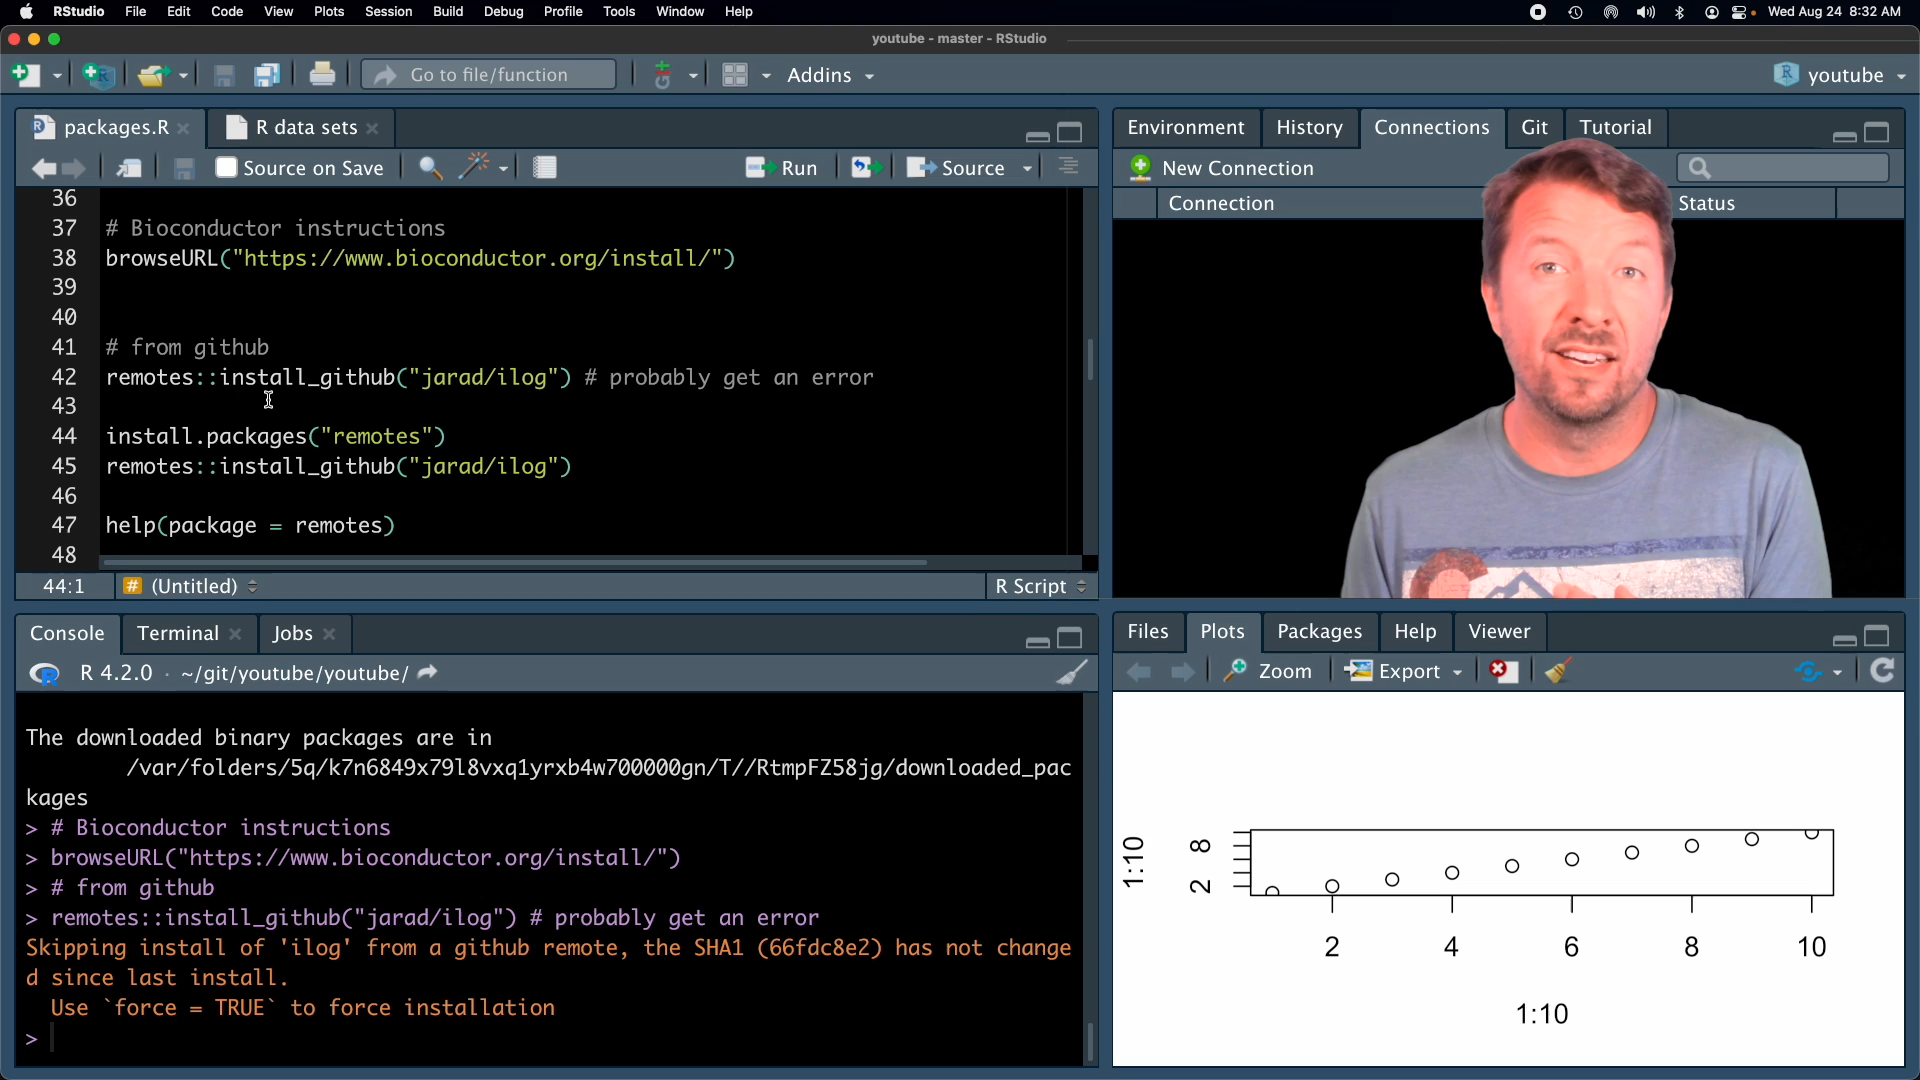 RStudio File Edit Code View Plots Session Build Debug Profile Tools Window Help Wed Aug 24 8:32 AM
youtube - master - RStudio
Go to file/function Addins youtube
packages.R R data sets
Source on Save Run Source
36
37 # Bioconductor instructions
38 browseURL("https://www.bioconductor.org/install/")
39
40
41 # from github
42 remotes::install_github("jarad/ilog") # probably get an error
43
44 install.packages("remotes")
45 remotes::install_github("jarad/ilog")
46
47 help(package = remotes)
48
44:1 # (Untitled) R Script
Environment History Connections Git Tutorial
New Connection
Connection Status
Console Terminal Jobs
R 4.2.0 · ~/git/youtube/youtube/
The downloaded binary packages are in
/var/folders/5q/k7n6849x79l8vxq1yrxb4w700000gn/T//RtmpFZ58jg/downloaded_pac
kages
> # Bioconductor instructions
> browseURL("https://www.bioconductor.org/install/")
> # from github
> remotes::install_github("jarad/ilog") # probably get an error
Skipping install of 'ilog' from a github remote, the SHA1 (66fdc8e2) has not change
d since last install.
Use `force = TRUE` to force installation
>
Files Plots Packages Help Viewer
Zoom Export
1:10
8
2
2 4 6 8 10
1:10